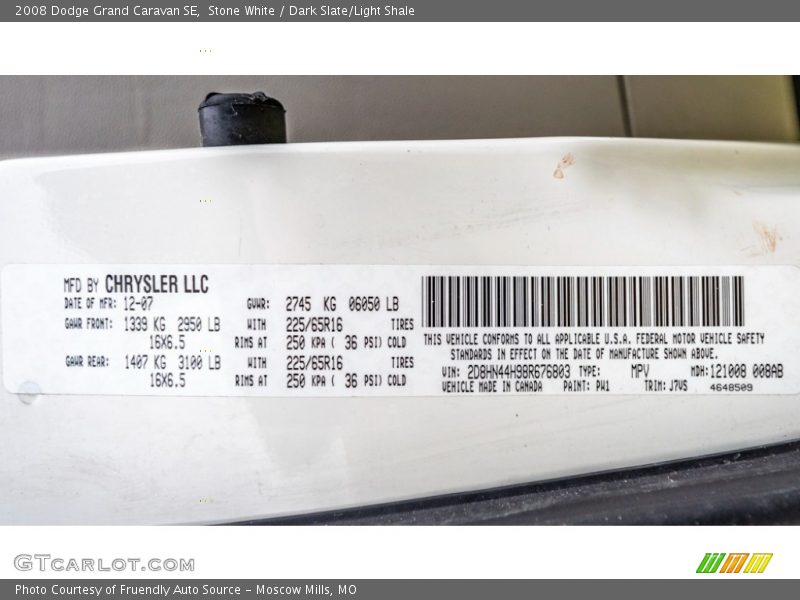 2008 Dodge Grand Caravan SE,  Stone White / Dark Slate/Light Shale
MFD BY CHRYSLER LLC
DATE OF MFR: 12-07 GVWR: 2745 KG 06050 LB
GAWR FRONT: 1339 KG 2950 LB WITH 225/65R16 TIRES
16X6.5 RIMS AT 250 KPA ( 36 PSI) COLD
GAWR REAR: 1407 KG 3100 LB WITH 225/65R16 TIRES
16X6.5 RIMS AT 250 KPA ( 36 PSI) COLD
THIS VEHICLE CONFORMS TO ALL APPLICABLE U.S.A. FEDERAL MOTOR VEHICLE SAFETY
STANDARDS IN EFFECT ON THE DATE OF MANUFACTURE SHOWN ABOVE.
VIN: 2D8HN44H98R676803 TYPE: MPV MDH: 121008 008AB
VEHICLE MADE IN CANADA PAINT: PW1 TRIM: J7V5 4648509
GTCarLot.com
Photo Courtesy of Fruendly Auto Source - Moscow Mills, MO